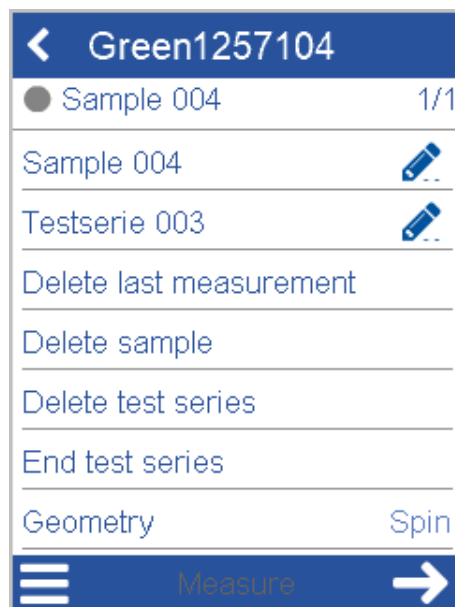 Green1257104
Sample 004 1/1
Sample 004
Testserie 003
Delete last measurement
Delete sample
Delete test series
End test series
Geometry Spin
Measure